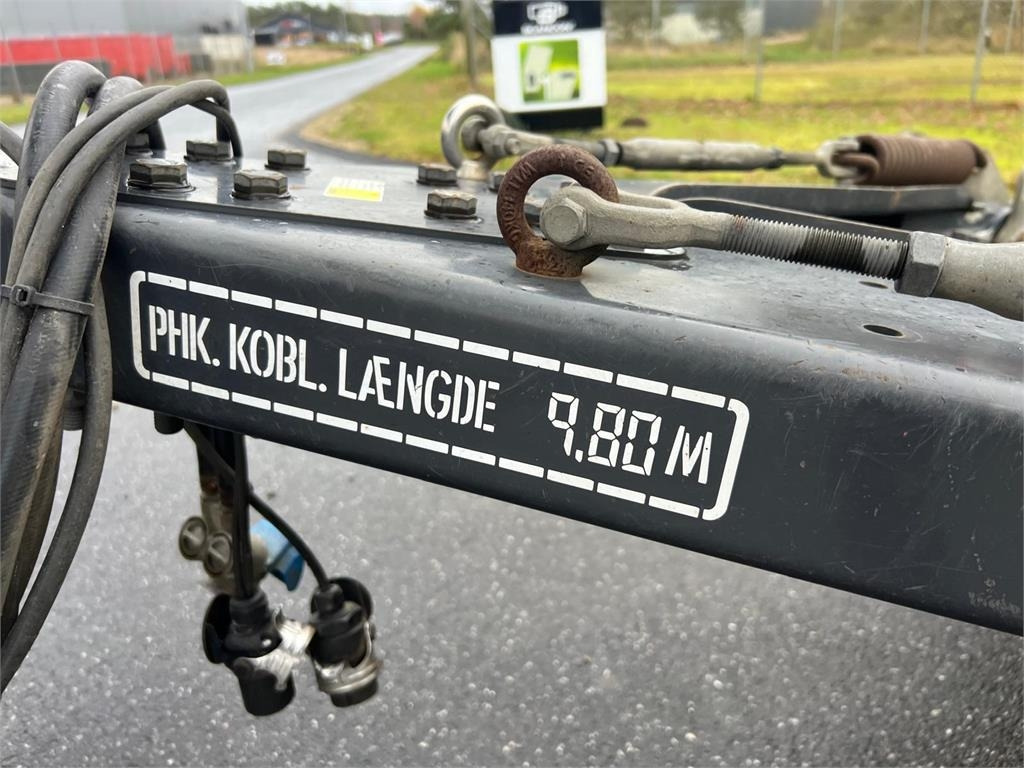 PHK. KOBL. LÆNGDE 9.80 M